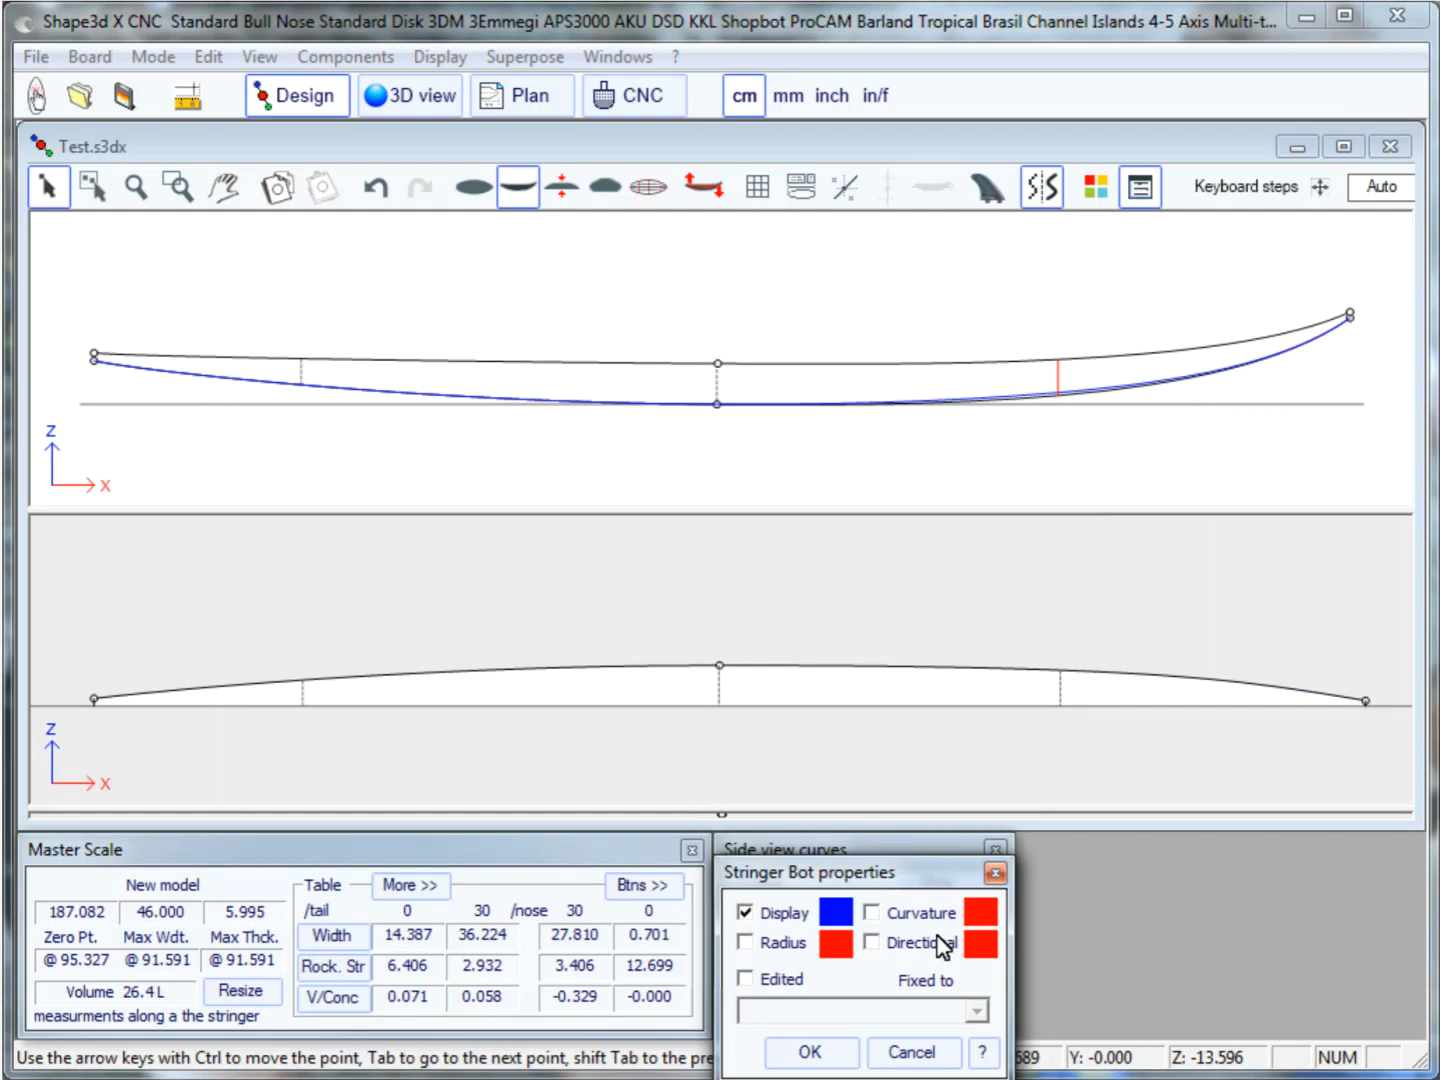 Shape3d X CNC  Standard Bull Nose Standard Disk 3DM 3Emmegi APS3000 AKU DSD KKL Shopbot ProCAM Barland Tropical Brasil Channel Islands 4-5 Axis Multi-t...
File Board Mode Edit View Components Display Superpose Windows ?
Design 3D view Plan CNC cm mm inch in/f
Test.s3dx
Keyboard steps Auto
Z
X
Z
X
Master Scale
New model
187.082 46.000 5.995
Zero Pt. Max Wdt. Max Thck.
@ 95.327 @ 91.591 @ 91.591
Volume 26.4 L Resize
measurments along a the stringer
Table More >> Btns >>
/tail 0 30 /nose 30 0
Width 14.387 36.224 27.810 0.701
Rock. Str 6.406 2.932 3.406 12.699
V/Conc 0.071 0.058 -0.329 -0.000
Side view curves
Stringer Bot properties
Display Curvature
Radius Directional
Edited Fixed to
OK Cancel ?
Use the arrow keys with Ctrl to move the point, Tab to go to the next point, shift Tab to the pre
589 Y: -0.000 Z: -13.596 NUM